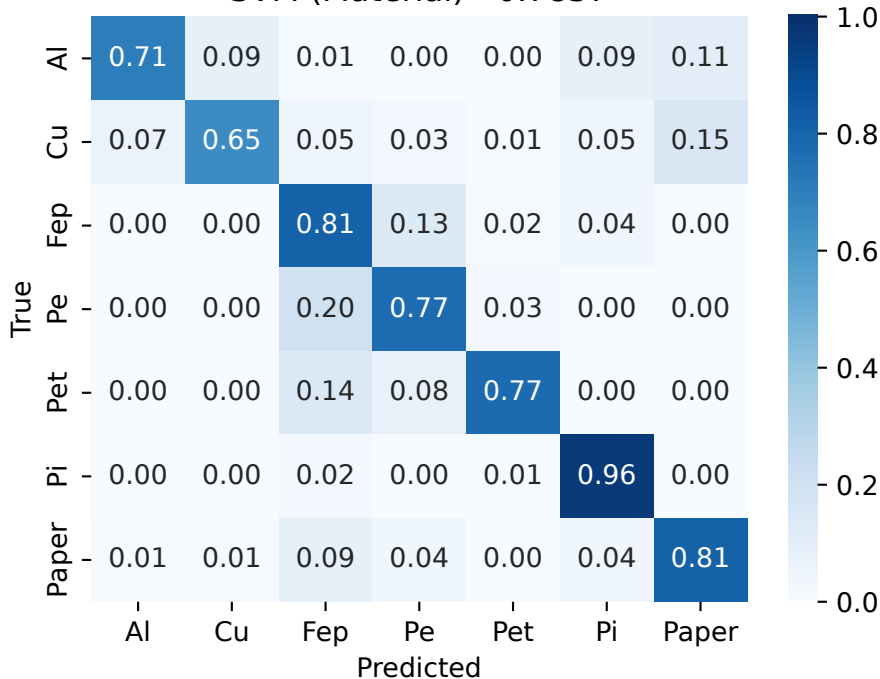 1.0
Al 0.71 0.09 0.01 0.00 0.00 0.09 0.11
0.8
Cu 0.07 0.65 0.05 0.03 0.01 0.05 0.15
Fep 0.00 0.00 0.81 0.13 0.02 0.04 0.00
0.6
True
Pe 0.00 0.00 0.20 0.77 0.03 0.00 0.00
0.4
Pet 0.00 0.00 0.14 0.08 0.77 0.00 0.00
Pi 0.00 0.00 0.02 0.00 0.01 0.96 0.00
0.2
Paper 0.01 0.01 0.09 0.04 0.00 0.04 0.81
0.0
Al Cu Fep Pe Pet Pi Paper
Predicted